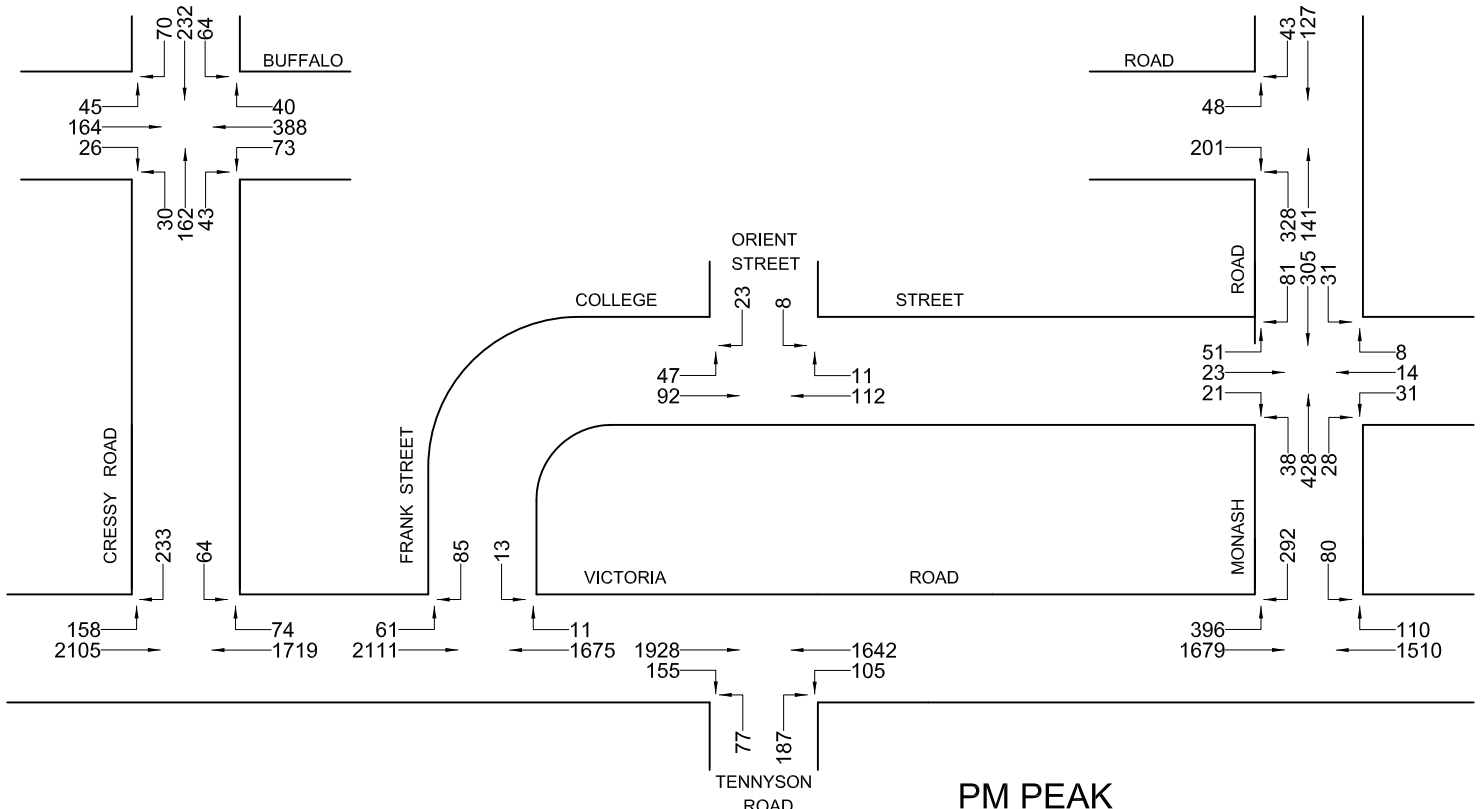 70 232 64
BUFFALO
45
164
26
40
388
73
30 162 43
ROAD
43 127
48
201
328 141
ORIENT
STREET
COLLEGE
STREET
23 8
47
92
11
112
ROAD
81 305 31
51
23
21
8
14
31
38 428 28
CRESSY ROAD
FRANK STREET
MONASH
233 64
85 13
VICTORIA
ROAD
292 80
158
2105
74
1719
61
2111
11
1675
1928
155
1642
105
396
1679
110
1510
77 187
TENNYSON
ROAD
PM PEAK